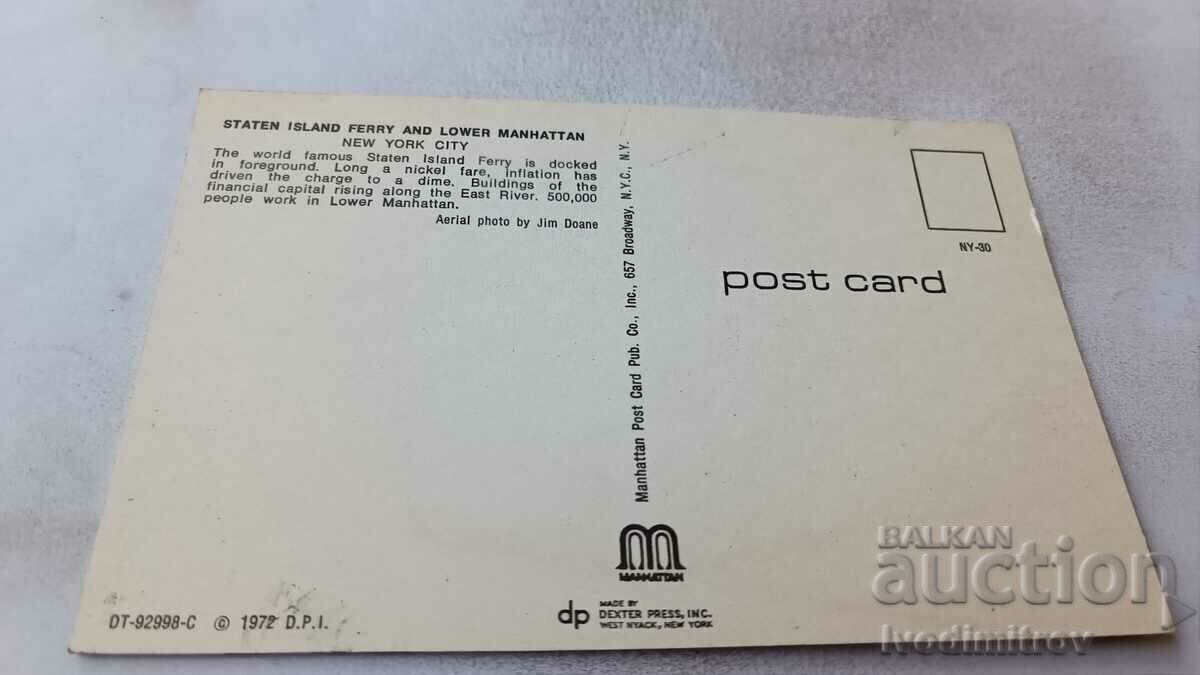 STATEN ISLAND FERRY AND LOWER MANHATTAN
NEW YORK CITY
The world famous Staten Island Ferry is docked
in foreground. Long a nickel fare, inflation has
driven the charge to a dime. Buildings of the
financial capital rising along the East River. 500,000
people work in Lower Manhattan.
Aerial photo by Jim Doane
Manhattan Post Card Pub. Co., Inc., 657 Broadway, N.Y.C., N.Y.
NY-30
post card
MANHATTAN
DT-92998-C © 1972 D.P.I.
dp
MADE BY
DEXTER PRESS, INC.
WEST NYACK, NEW YORK
BALKAN
auction
Ivodimitrov